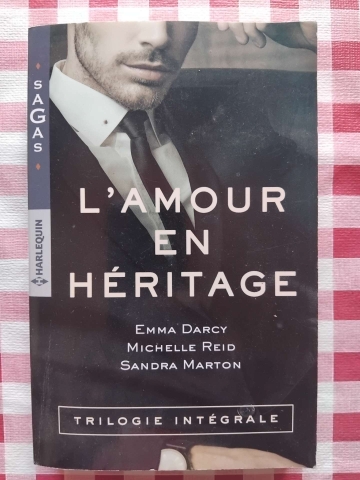 SAGAS
HARLEQUIN
L'AMOUR
EN
HÉRITAGE
EMMA DARCY
MICHELLE REID
SANDRA MARTON
TRILOGIE INTÉGRALE